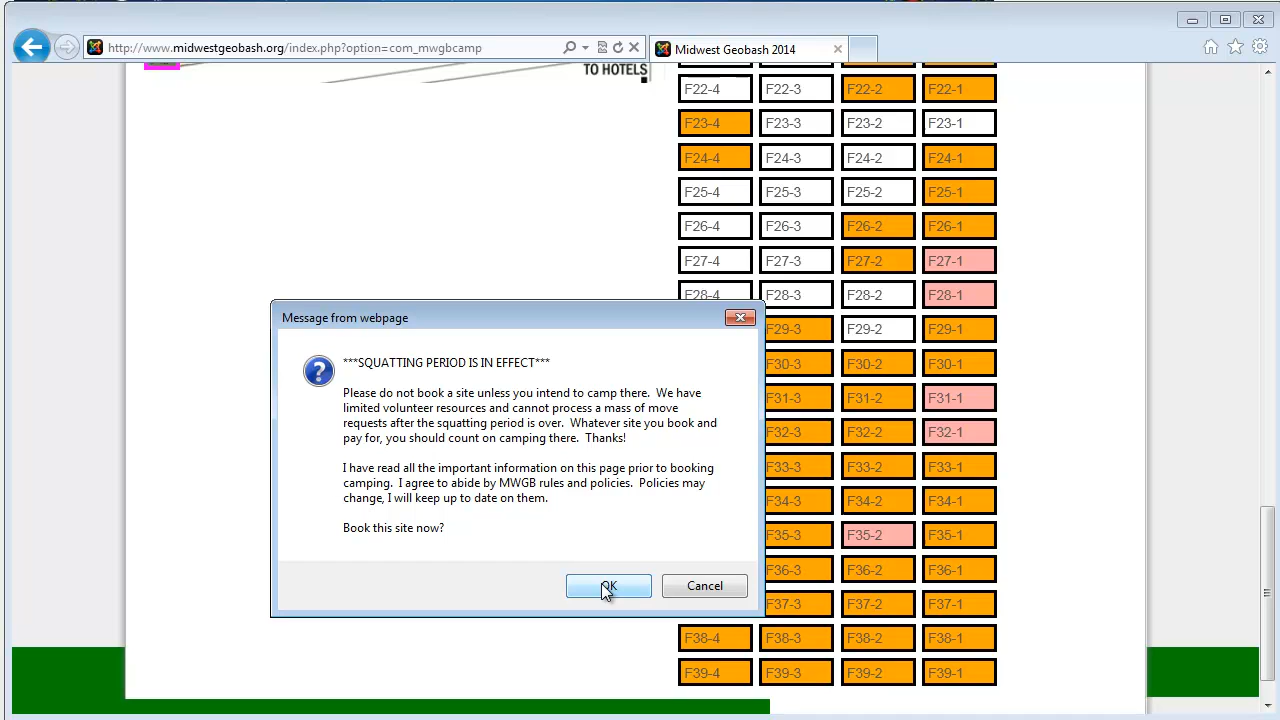 http://www.midwestgeobash.org/index.php?option=com_mwgbcamp
Midwest Geobash 2014
TO HOTELS
F22-4 F22-3 F22-2 F22-1
F23-4 F23-3 F23-2 F23-1
F24-4 F24-3 F24-2 F24-1
F25-4 F25-3 F25-2 F25-1
F26-4 F26-3 F26-2 F26-1
F27-4 F27-3 F27-2 F27-1
F28-4 F28-3 F28-2 F28-1
F29-3 F29-2 F29-1
F30-3 F30-2 F30-1
F31-3 F31-2 F31-1
F32-3 F32-2 F32-1
F33-3 F33-2 F33-1
F34-3 F34-2 F34-1
F35-3 F35-2 F35-1
F36-3 F36-2 F36-1
F37-3 F37-2 F37-1
F38-4 F38-3 F38-2 F38-1
F39-4 F39-3 F39-2 F39-1
Message from webpage
***SQUATTING PERIOD IS IN EFFECT***
Please do not book a site unless you intend to camp there. We have
limited volunteer resources and cannot process a mass of move
requests after the squatting period is over. Whatever site you book and
pay for, you should count on camping there. Thanks!
I have read all the important information on this page prior to booking
camping. I agree to abide by MWGB rules and policies. Policies may
change, I will keep up to date on them.
Book this site now?
OK Cancel